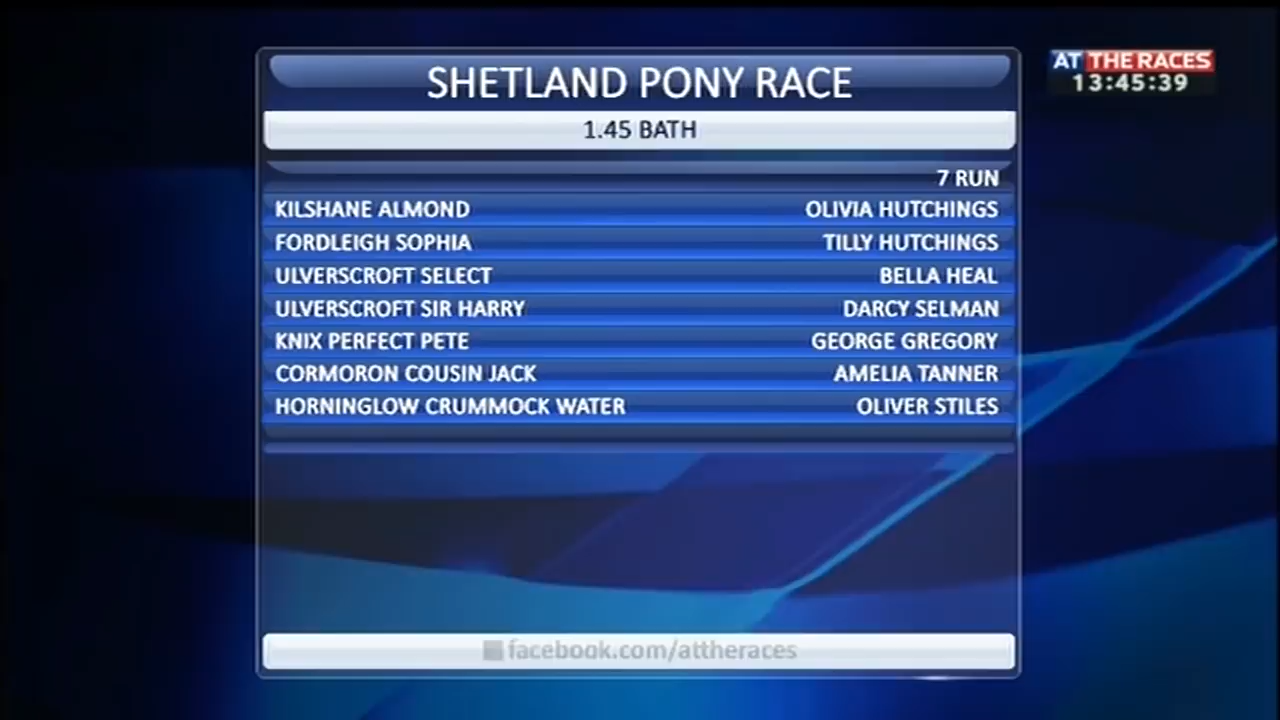 SHETLAND PONY RACE
AT THE RACES
13:45:39
1.45 BATH
7 RUN
KILSHANE ALMOND OLIVIA HUTCHINGS
FORDLEIGH SOPHIA TILLY HUTCHINGS
ULVERSCROFT SELECT BELLA HEAL
ULVERSCROFT SIR HARRY DARCY SELMAN
KNIX PERFECT PETE GEORGE GREGORY
CORMORON COUSIN JACK AMELIA TANNER
HORNINGLOW CRUMMOCK WATER OLIVER STILES
facebook.com/attheraces